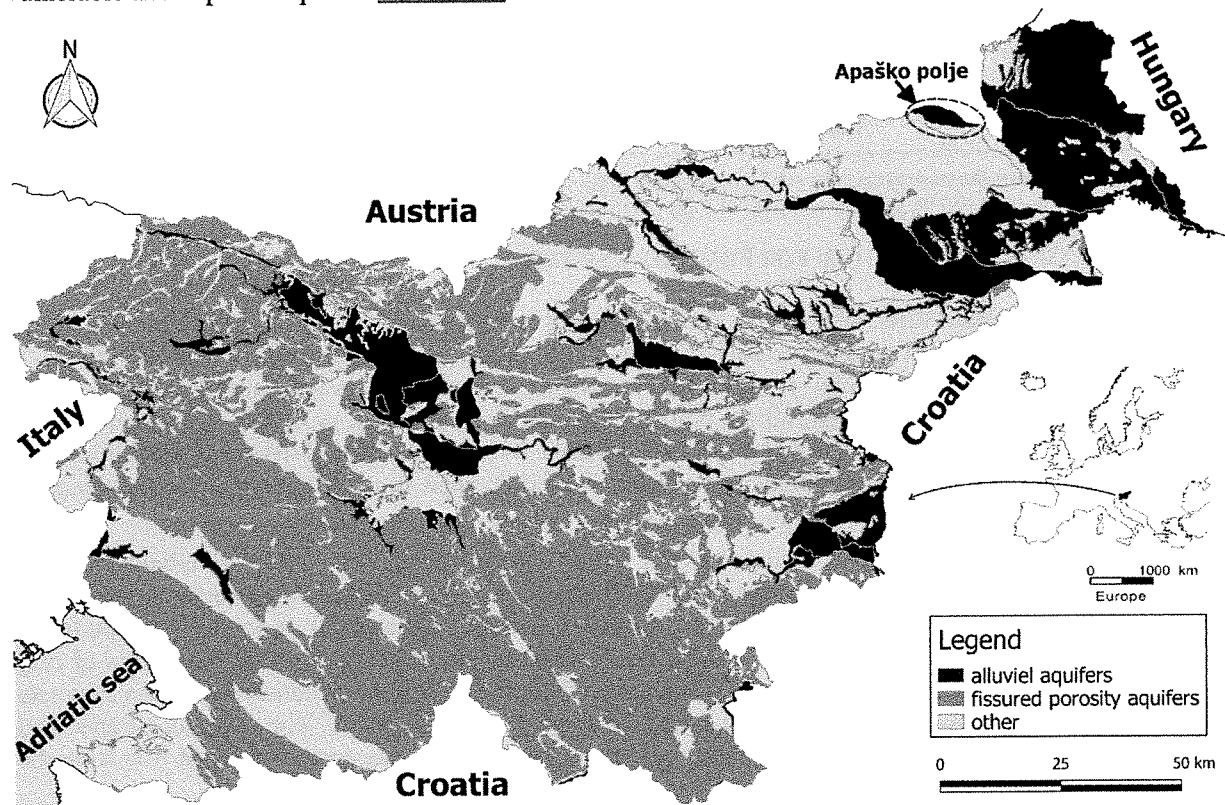 N
Apaško polje
Hungary
Austria
Italy
Croatia
0 1000 km
Europe
Legend
alluviel aquifers
fissured porosity aquifers
other
Adriatic sea
Croatia
0 25 50 km